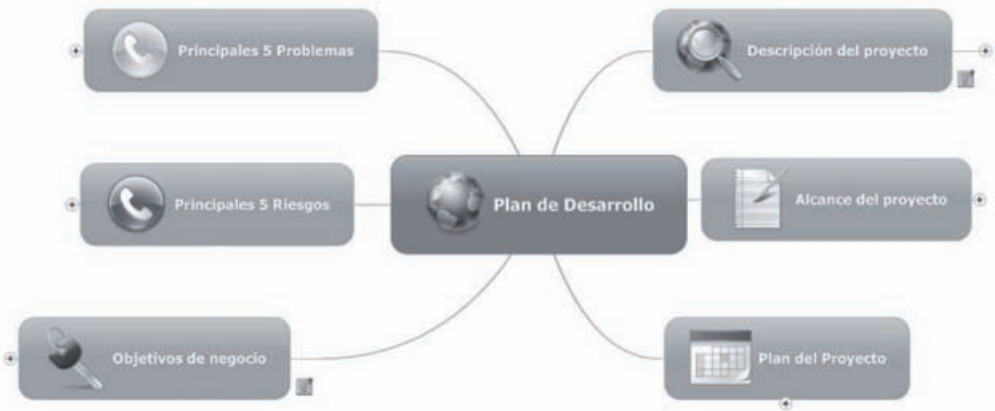 Principales 5 Problemas
Descripción del proyecto
Principales 5 Riesgos
Plan de Desarrollo
Alcance del proyecto
Objetivos de negocio
Plan del Proyecto